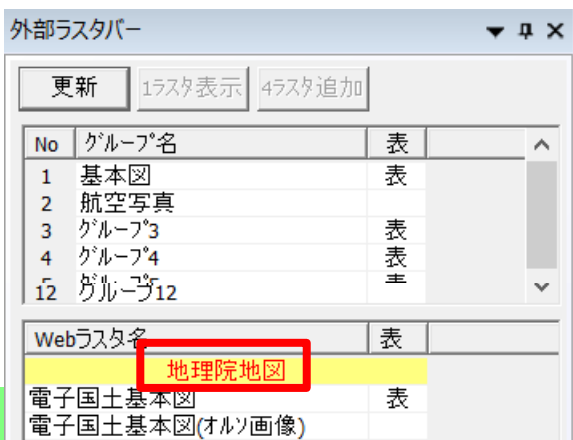 外部ラスタバー
更新 1ﾗｽﾀ表示 4ﾗｽﾀ追加
No ｸﾞﾙｰﾌﾟ名 表
1 基本図 表
2 航空写真
3 ｸﾞﾙｰﾌﾟ3 表
4 ｸﾞﾙｰﾌﾟ4 表
12 ｸﾞﾙｰﾌﾟ12
Webﾗｽﾀ名 表
地理院地図
電子国土基本図 表
電子国土基本図(ｵﾙｿ画像)